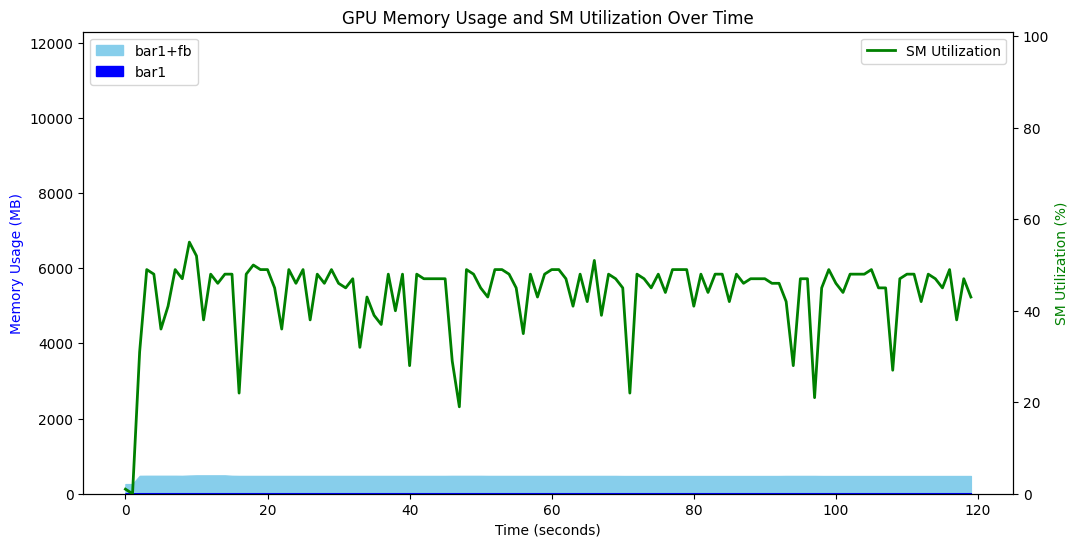 GPU Memory Usage and SM Utilization Over Time
bar1+fb
bar1
SM Utilization
12000
10000
8000
6000
4000
2000
0
Memory Usage (MB)
100
80
60
40
20
0
SM Utilization (%)
0 20 40 60 80 100 120
Time (seconds)